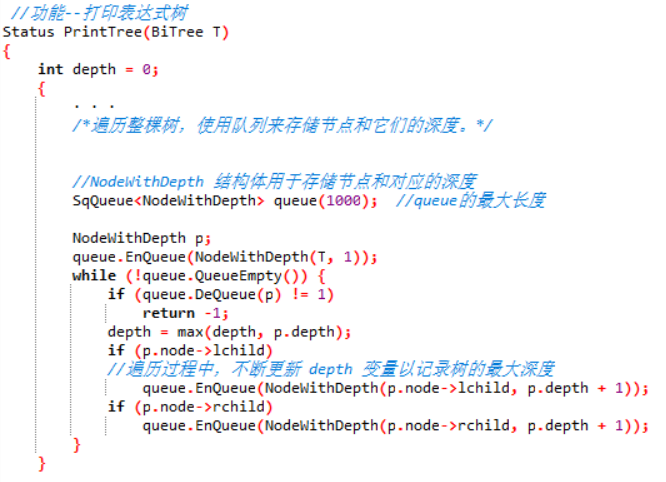 //功能--打印表达式树
Status PrintTree(BiTree T)
{
    int depth = 0;
    {
        . . .
        /*遍历整棵树，使用队列来存储节点和它们的深度。*/
        //NodeWithDepth 结构体用于存储节点和对应的深度
        SqQueue<NodeWithDepth> queue(1000);  //queue的最大长度
        NodeWithDepth p;
        queue.EnQueue(NodeWithDepth(T, 1));
        while (!queue.QueueEmpty()) {
            if (queue.DeQueue(p) != 1)
                return -1;
            depth = max(depth, p.depth);
            if (p.node->lchild)
            //遍历过程中，不断更新 depth 变量以记录树的最大深度
                queue.EnQueue(NodeWithDepth(p.node->lchild, p.depth + 1));
            if (p.node->rchild)
                queue.EnQueue(NodeWithDepth(p.node->rchild, p.depth + 1));
        }
    }